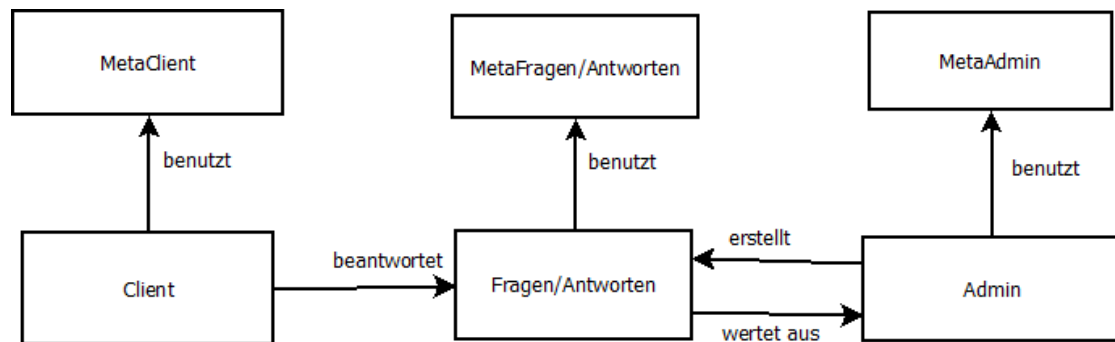 MetaClient
MetaFragen/Antworten
MetaAdmin
benutzt
benutzt
benutzt
Client
beantwortet
Fragen/Antworten
erstellt
wertet aus
Admin